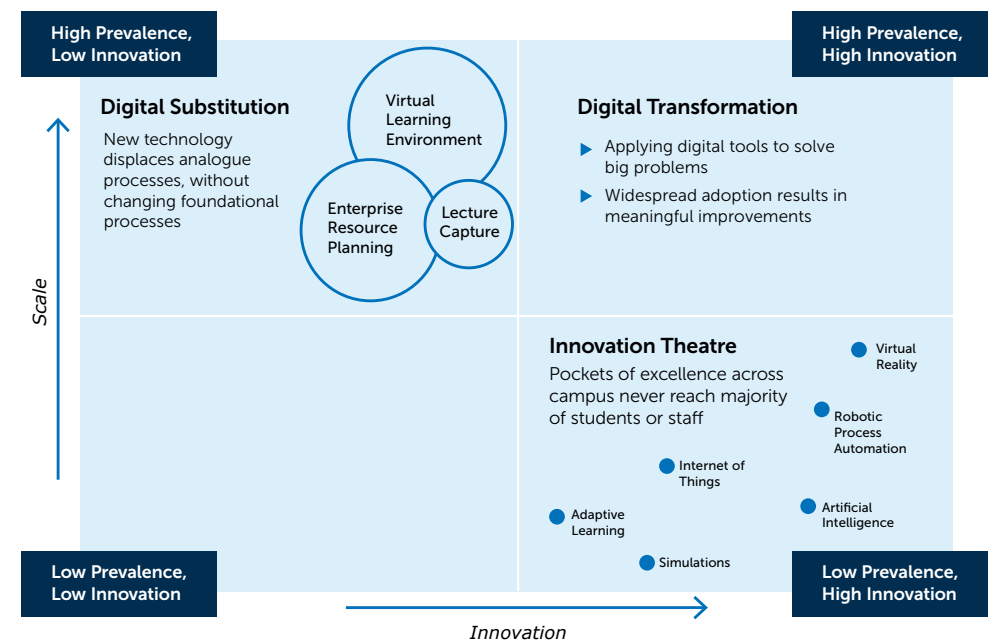 High Prevalence,
Low Innovation
High Prevalence,
High Innovation
Digital Substitution
New technology
displaces analogue
processes, without
changing foundational
processes
Virtual
Learning
Environment
Enterprise
Resource
Planning
Lecture
Capture
Digital Transformation
Applying digital tools to solve
big problems
Widespread adoption results in
meaningful improvements
Scale
Innovation Theatre
Pockets of excellence across
campus never reach majority
of students or staff
Virtual
Reality
Robotic
Process
Automation
Internet of
Things
Adaptive
Learning
Artificial
Intelligence
Simulations
Low Prevalence,
Low Innovation
Low Prevalence,
High Innovation
Innovation